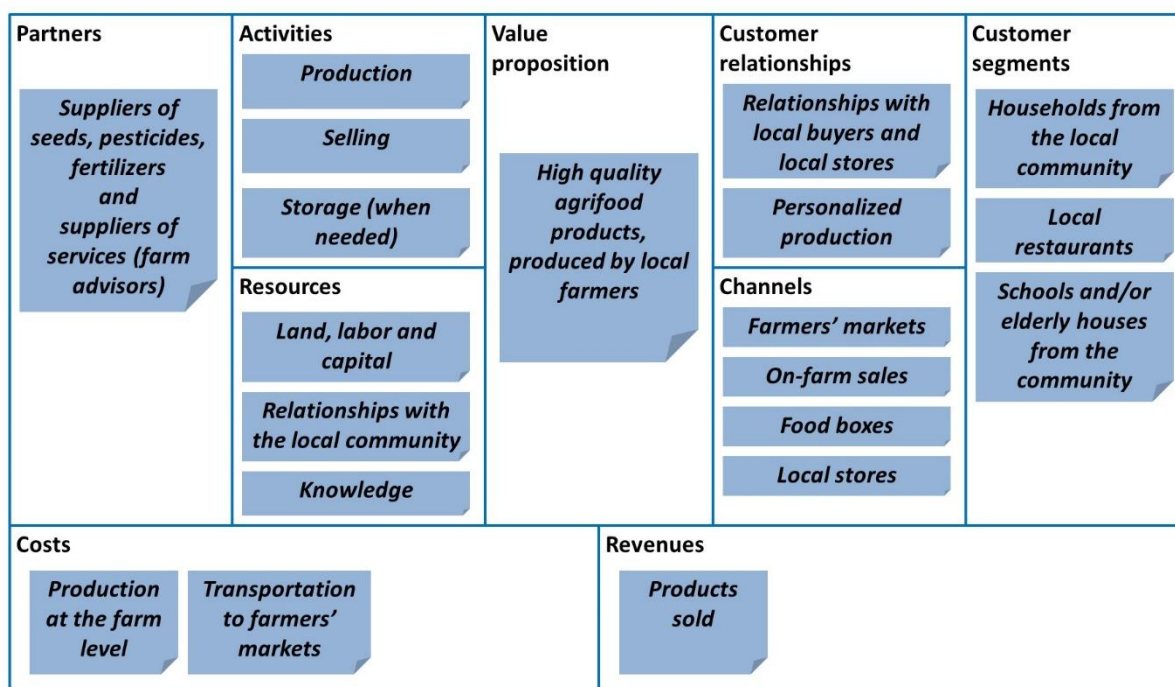 Partners
Suppliers of
seeds, pesticides,
fertilizers
and
suppliers of
services (farm
advisors)
Activities
Production
Selling
Storage (when
needed)
Resources
Land, labor and
capital
Relationships with
the local community
Knowledge
Value
proposition
High quality
agrifood
products,
produced by local
farmers
Customer
relationships
Relationships with
local buyers and
local stores
Personalized
production
Channels
Farmers’ markets
On-farm sales
Food boxes
Local stores
Customer
segments
Households from
the local
community
Local
restaurants
Schools and/or
elderly houses
from the
community
Costs
Production
at the farm
level
Transportation
to farmers’
markets
Revenues
Products
sold